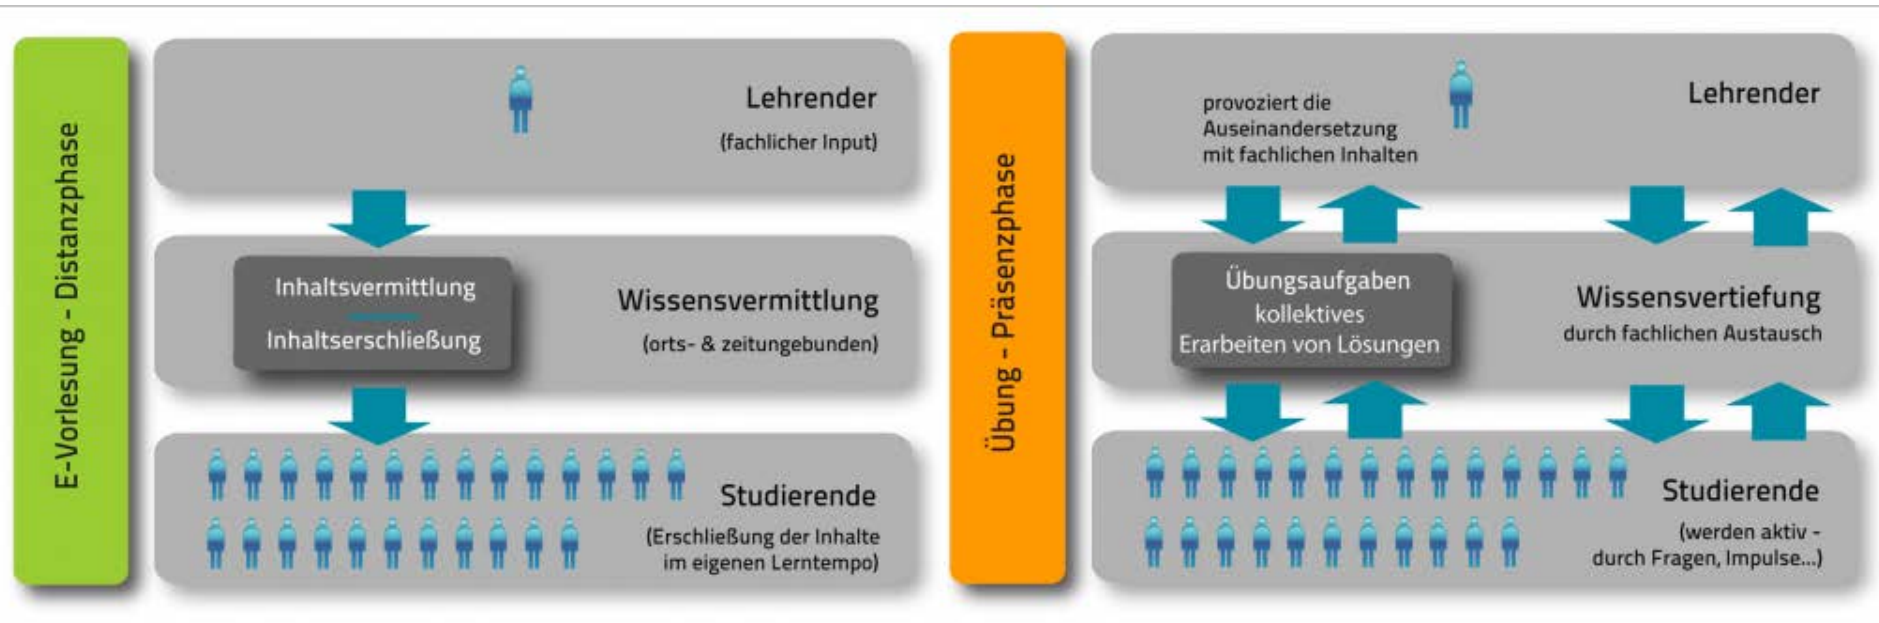 E-Vorlesung - Distanzphase
Lehrender
(fachlicher Input)
Inhaltsvermittlung
Inhaltserschließung
Wissensvermittlung
(orts- & zeitungebunden)
Studierende
(Erschließung der Inhalte
im eigenen Lerntempo)
Übung - Präsenzphase
provoziert die
Auseinandersetzung
mit fachlichen Inhalten
Lehrender
Übungsaufgaben
kollektives
Erarbeiten von Lösungen
Wissensvertiefung
durch fachlichen Austausch
Studierende
(werden aktiv -
durch Fragen, Impulse...)